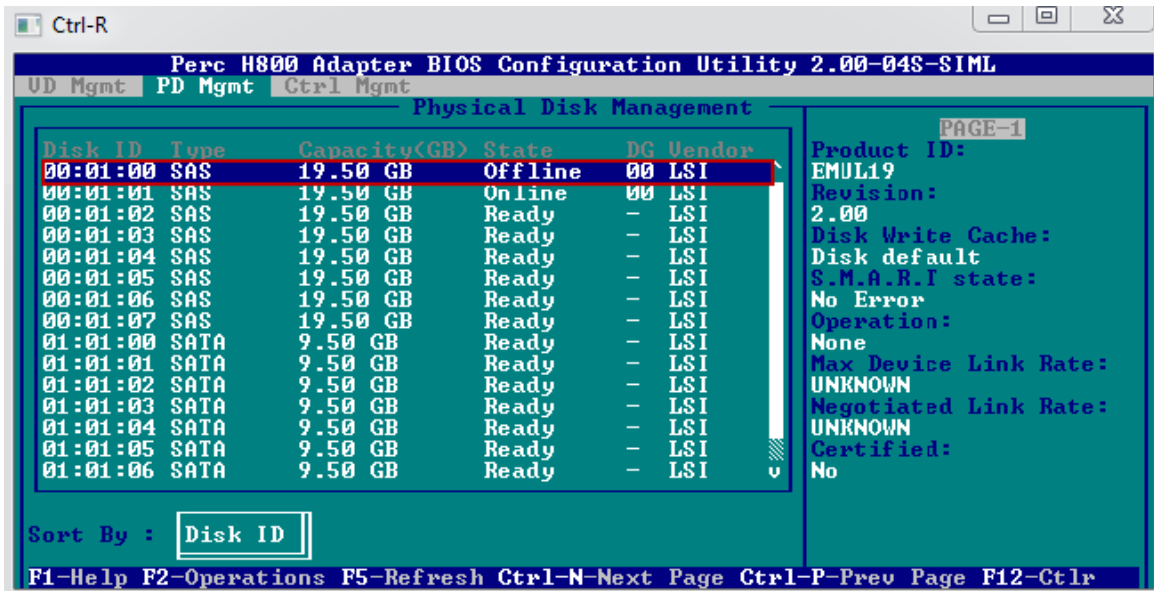 Ctrl-R
Perc H800 Adapter BIOS Configuration Utility 2.00-04S-SIML
VD Mgmt PD Mgmt Ctrl Mgmt
Physical Disk Management
Disk ID Type Capacity(GB) State DG Vendor
00:01:00 SAS 19.50 GB Offline 00 LSI
00:01:01 SAS 19.50 GB Online 00 LSI
00:01:02 SAS 19.50 GB Ready - LSI
00:01:03 SAS 19.50 GB Ready - LSI
00:01:04 SAS 19.50 GB Ready - LSI
00:01:05 SAS 19.50 GB Ready - LSI
00:01:06 SAS 19.50 GB Ready - LSI
00:01:07 SAS 19.50 GB Ready - LSI
01:01:00 SATA 9.50 GB Ready - LSI
01:01:01 SATA 9.50 GB Ready - LSI
01:01:02 SATA 9.50 GB Ready - LSI
01:01:03 SATA 9.50 GB Ready - LSI
01:01:04 SATA 9.50 GB Ready - LSI
01:01:05 SATA 9.50 GB Ready - LSI
01:01:06 SATA 9.50 GB Ready - LSI
PAGE-1
Product ID:
EMUL19
Revision:
2.00
Disk Write Cache:
Disk default
S.M.A.R.T state:
No Error
Operation:
None
Max Device Link Rate:
UNKNOWN
Negotiated Link Rate:
UNKNOWN
Certified:
No
Sort By : Disk ID
F1-Help F2-Operations F5-Refresh Ctrl-N-Next Page Ctrl-P-Prev Page F12-Ctlr